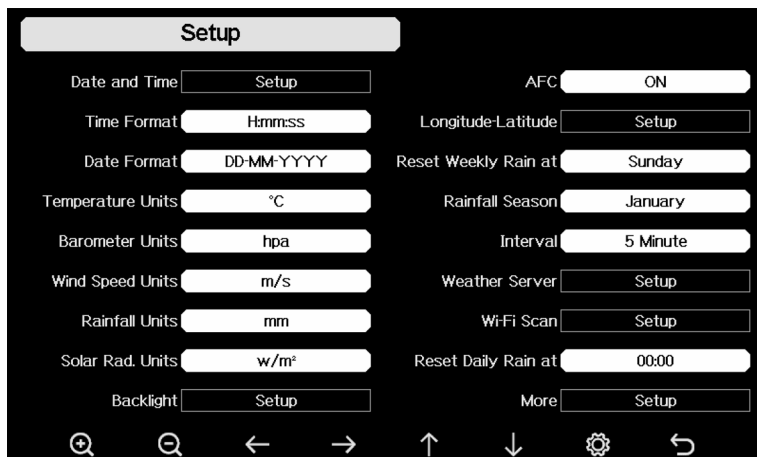 Setup
Date and Time Setup
Time Format H:mm:ss
Date Format DD-MM-YYYY
Temperature Units °C
Barometer Units hpa
Wind Speed Units m/s
Rainfall Units mm
Solar Rad. Units w/m²
Backlight Setup
AFC ON
Longitude-Latitude Setup
Reset Weekly Rain at Sunday
Rainfall Season January
Interval 5 Minute
Weather Server Setup
Wi-Fi Scan Setup
Reset Daily Rain at 00:00
More Setup